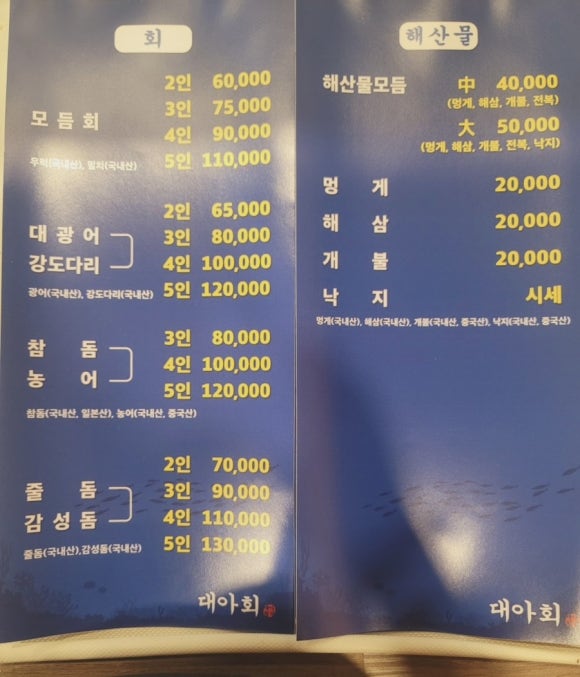 회
모듬회
2인 60,000
3인 75,000
4인 90,000
5인 110,000
우럭(국내산), 밀치(국내산)
대광어
강도다리
2인 65,000
3인 80,000
4인 100,000
5인 120,000
광어(국내산), 강도다리(국내산)
참돔
농어
3인 80,000
4인 100,000
5인 120,000
참돔(국내산, 일본산), 농어(국내산, 중국산)
줄돔
감성돔
2인 70,000
3인 90,000
4인 110,000
5인 130,000
줄돔(국내산),감성돔(국내산)
대아회
해산물
해산물모듬 中 40,000
(멍게, 해삼, 개불, 전복)
大 50,000
(멍게, 해삼, 개불, 전복, 낙지)
멍게 20,000
해삼 20,000
개불 20,000
낙지 시세
멍게(국내산), 해삼(국내산), 개불(국내산, 중국산), 낙지(국내산, 중국산)
대아회